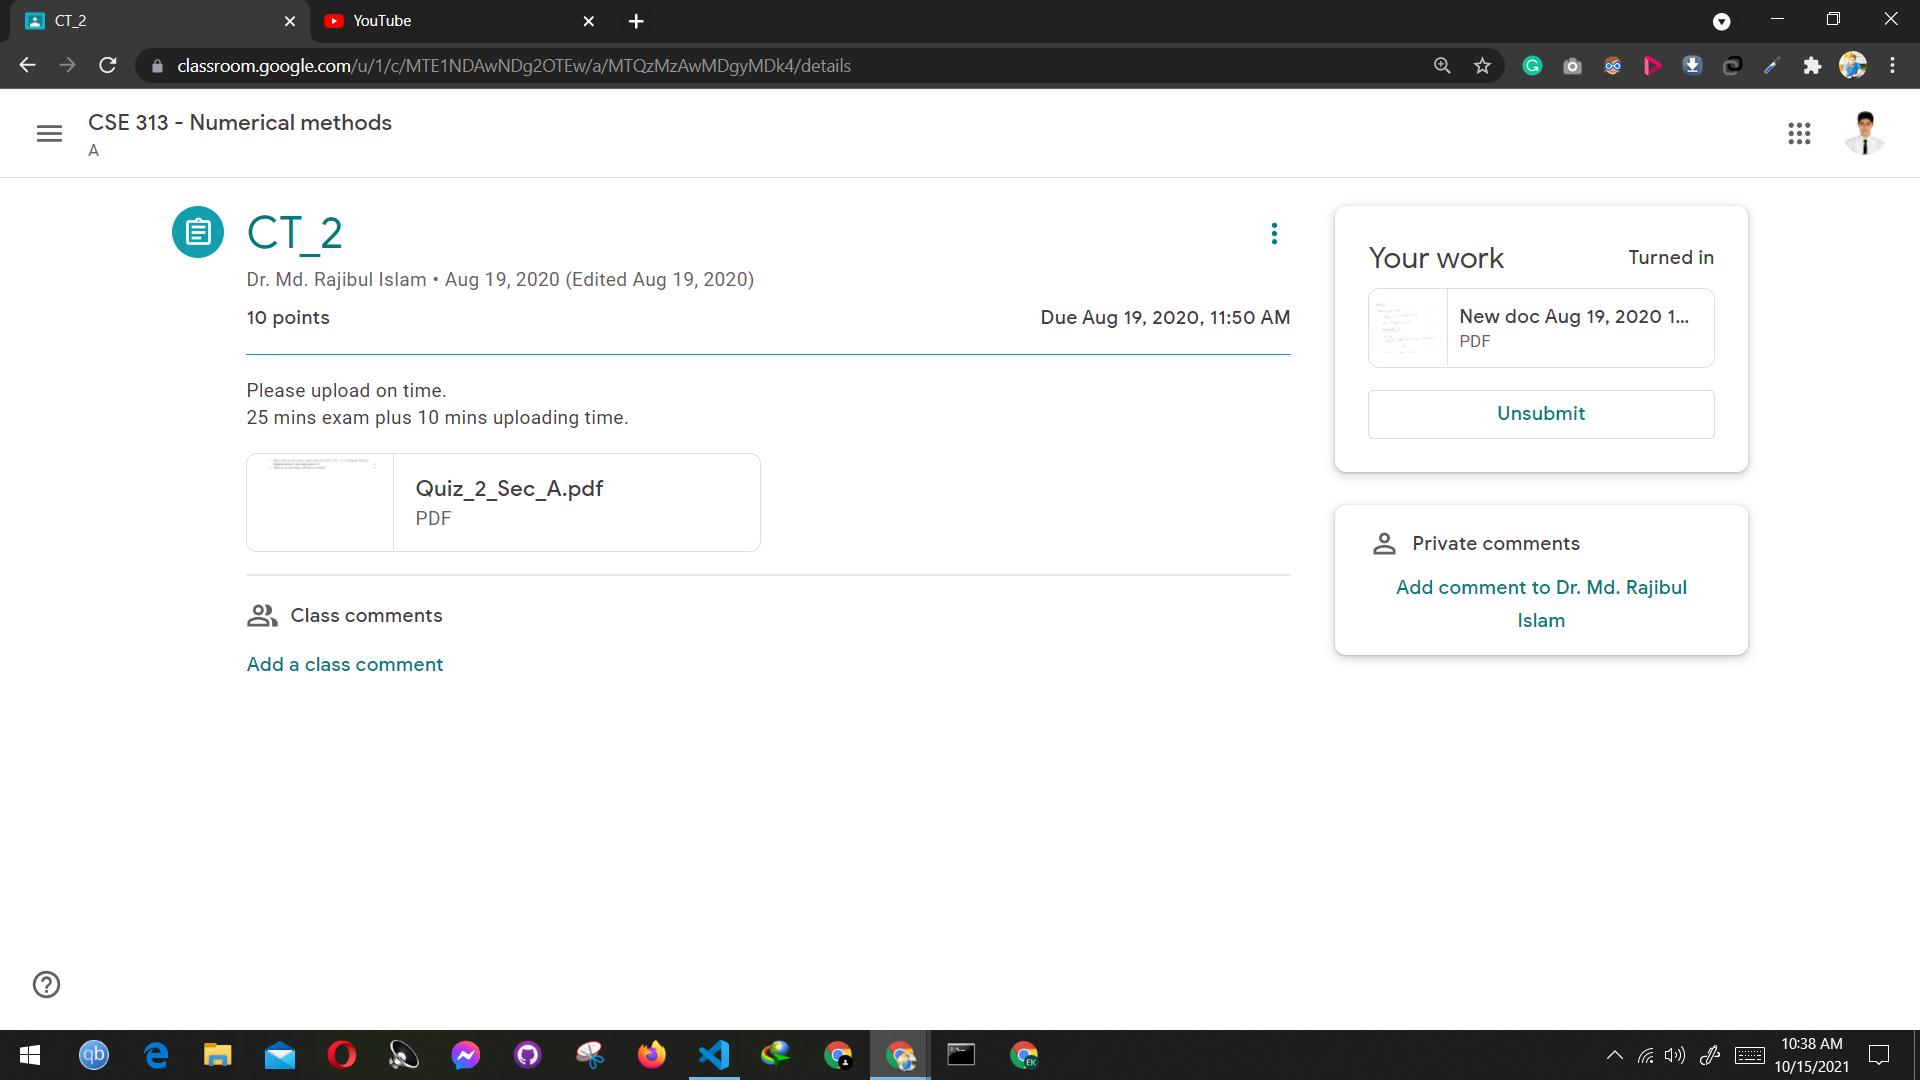 CT_2
YouTube
classroom.google.com/u/1/c/MTE1NDAwNDg2OTEw/a/MTQzMzAwMDgyMDk4/details
CSE 313 - Numerical methods
A
CT_2
Dr. Md. Rajibul Islam • Aug 19, 2020 (Edited Aug 19, 2020)
10 points
Due Aug 19, 2020, 11:50 AM
Please upload on time.
25 mins exam plus 10 mins uploading time.
Quiz_2_Sec_A.pdf
PDF
Class comments
Add a class comment
Your work
Turned in
New doc Aug 19, 2020 1...
PDF
Unsubmit
Private comments
Add comment to Dr. Md. Rajibul
Islam
qb
EK
10:38 AM
10/15/2021